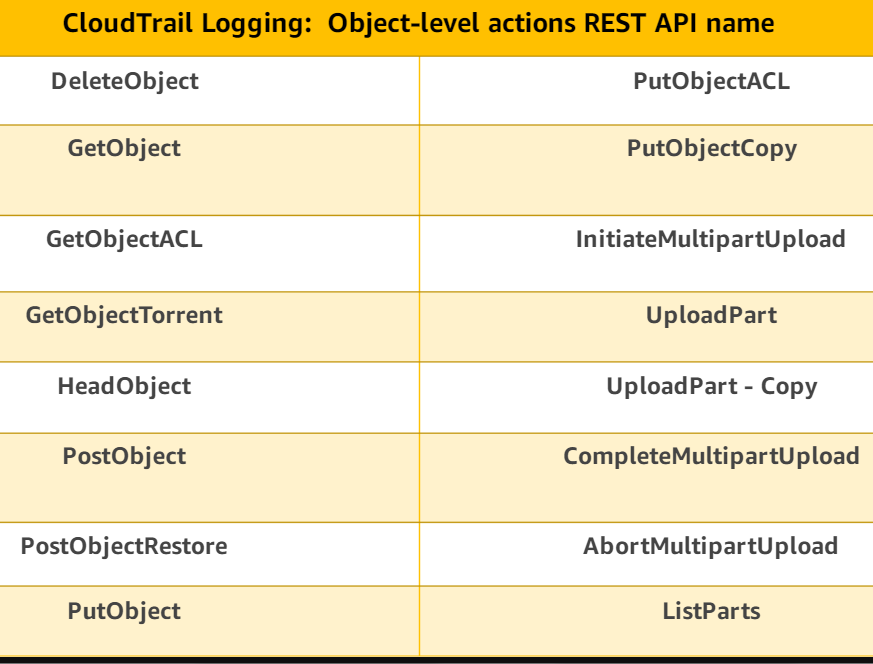 CloudTrail Logging:  Object-level actions REST API name
DeleteObject PutObjectACL
GetObject PutObjectCopy
GetObjectACL InitiateMultipartUpload
GetObjectTorrent UploadPart
HeadObject UploadPart - Copy
PostObject CompleteMultipartUpload
PostObjectRestore AbortMultipartUpload
PutObject ListParts